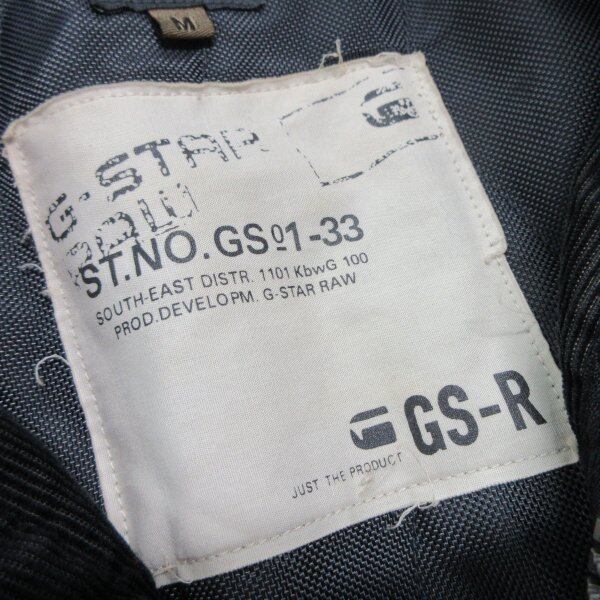 M
G-STAR
RAW
G
ST.NO.GS01-33
SOUTH-EAST DISTR. 1101 KbwG 100
PROD.DEVELOPM. G-STAR RAW
G GS-R
JUST THE PRODUCT